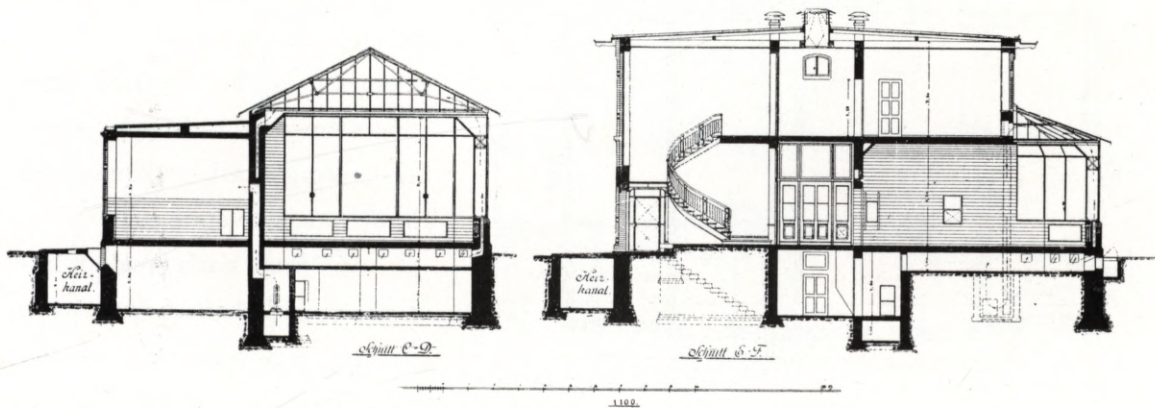 Heiz-
kanal.
Schnitt C-D.
Heiz-
kanal.
Schnitt E-F.
1:100.